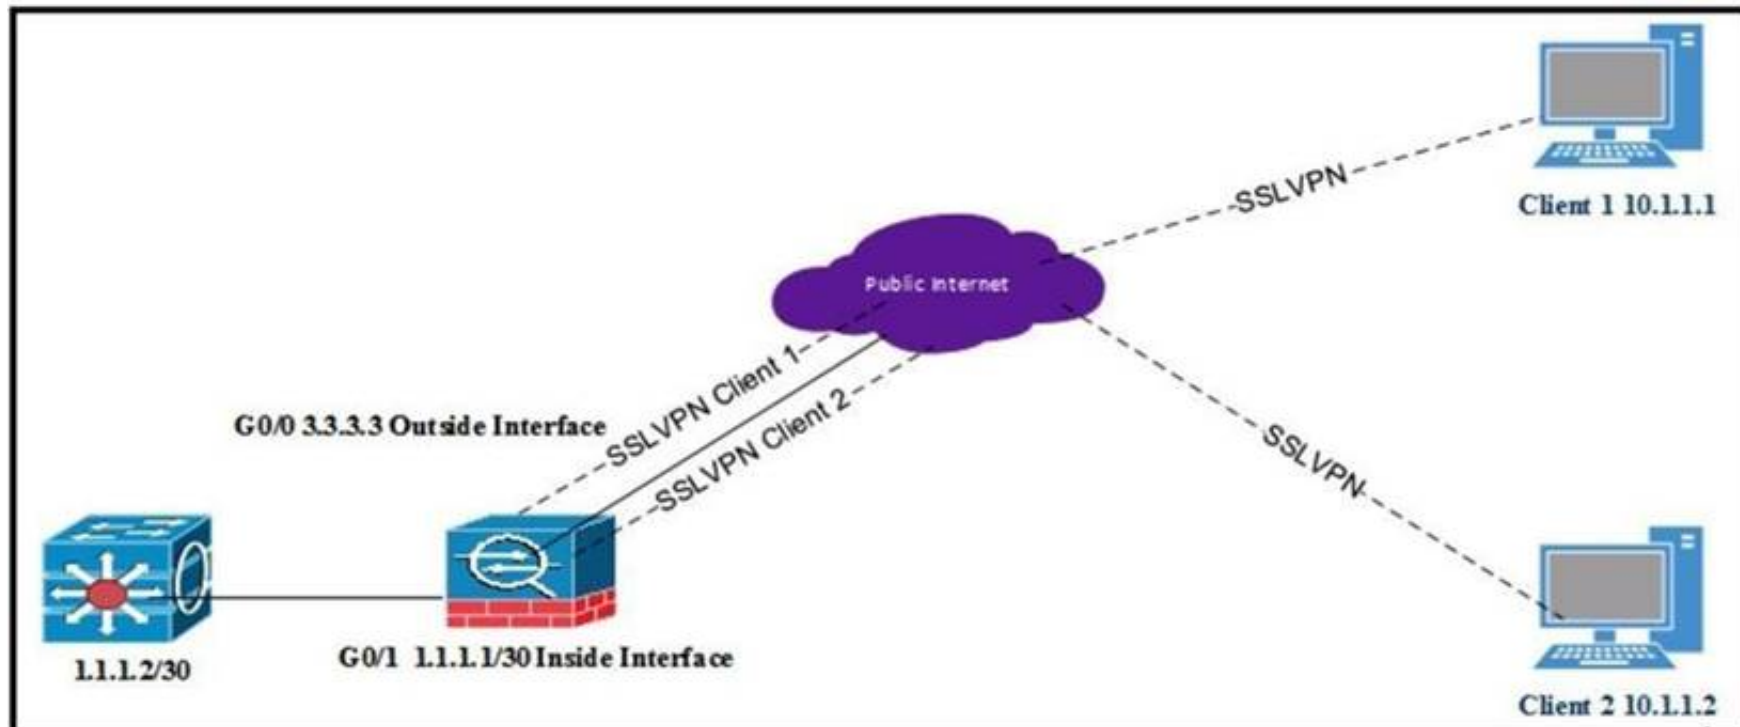 SSLVPN
Client 1 10.1.1.1
Public Internet
SSLVPN Client 1
G0/0 3.3.3.3 Outside Interface
SSLVPN Client 2
SSLVPN
1.1.1.2/30
G0/1 1.1.1.1/30 Inside Interface
Client 2 10.1.1.2